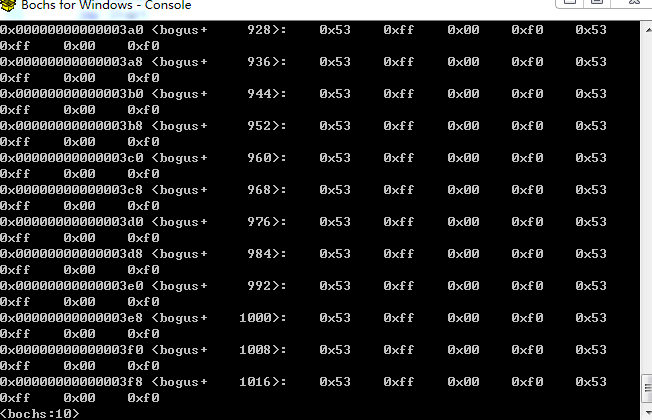 Bochs for Windows - Console
0x00000000000003a0 <bogus+     928>:    0x53    0xff    0x00    0xf0    0x53
0xff    0x00    0xf0
0x00000000000003a8 <bogus+     936>:    0x53    0xff    0x00    0xf0    0x53
0xff    0x00    0xf0
0x00000000000003b0 <bogus+     944>:    0x53    0xff    0x00    0xf0    0x53
0xff    0x00    0xf0
0x00000000000003b8 <bogus+     952>:    0x53    0xff    0x00    0xf0    0x53
0xff    0x00    0xf0
0x00000000000003c0 <bogus+     960>:    0x53    0xff    0x00    0xf0    0x53
0xff    0x00    0xf0
0x00000000000003c8 <bogus+     968>:    0x53    0xff    0x00    0xf0    0x53
0xff    0x00    0xf0
0x00000000000003d0 <bogus+     976>:    0x53    0xff    0x00    0xf0    0x53
0xff    0x00    0xf0
0x00000000000003d8 <bogus+     984>:    0x53    0xff    0x00    0xf0    0x53
0xff    0x00    0xf0
0x00000000000003e0 <bogus+     992>:    0x53    0xff    0x00    0xf0    0x53
0xff    0x00    0xf0
0x00000000000003e8 <bogus+    1000>:    0x53    0xff    0x00    0xf0    0x53
0xff    0x00    0xf0
0x00000000000003f0 <bogus+    1008>:    0x53    0xff    0x00    0xf0    0x53
0xff    0x00    0xf0
0x00000000000003f8 <bogus+    1016>:    0x53    0xff    0x00    0xf0    0x53
0xff    0x00    0xf0
<bochs:10>